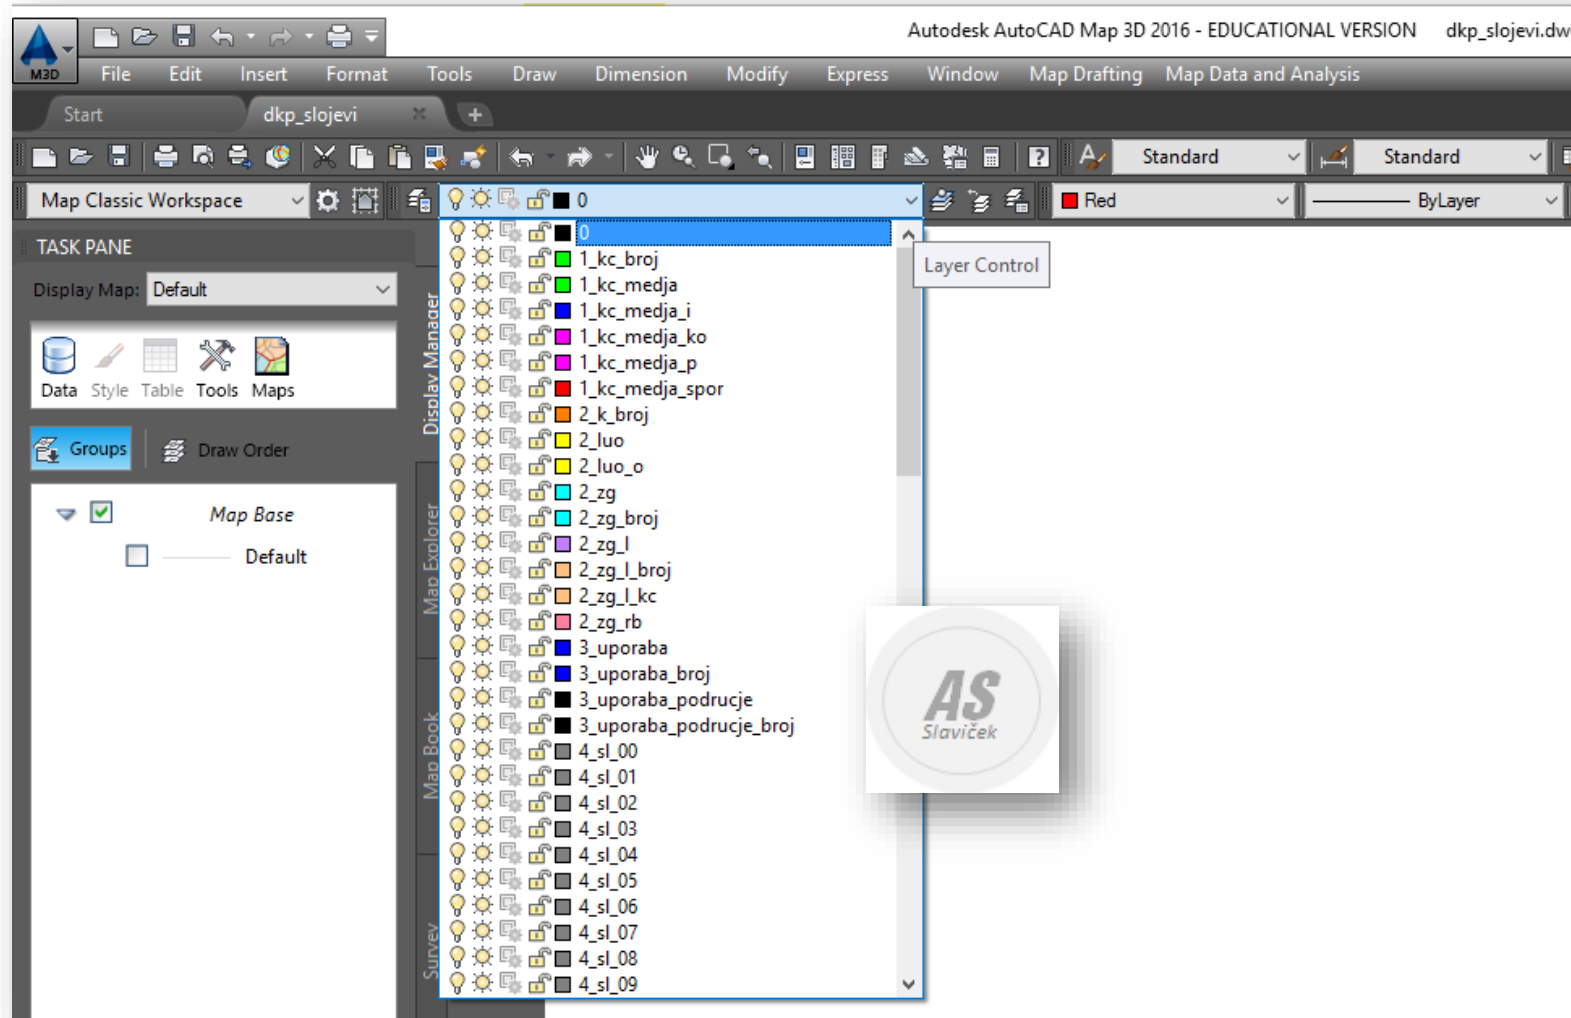 Autodesk AutoCAD Map 3D 2016 - EDUCATIONAL VERSION dkp_slojevi.dw
M3D File Edit Insert Format Tools Draw Dimension Modify Express Window Map Drafting Map Data and Analysis
Start dkp_slojevi
Standard Standard
Map Classic Workspace 0 Red ByLayer
TASK PANE
Display Map: Default
Data Style Table Tools Maps
Groups Draw Order
Map Base
Default
Display Manager
Map Explorer
Map Book
Survey
0
1_kc_broj
1_kc_medja
1_kc_medja_i
1_kc_medja_ko
1_kc_medja_p
1_kc_medja_spor
2_k_broj
2_luo
2_luo_o
2_zg
2_zg_broj
2_zg_l
2_zg_l_broj
2_zg_l_kc
2_zg_rb
3_uporaba
3_uporaba_broj
3_uporaba_podrucje
3_uporaba_podrucje_broj
4_sl_00
4_sl_01
4_sl_02
4_sl_03
4_sl_04
4_sl_05
4_sl_06
4_sl_07
4_sl_08
4_sl_09
Layer Control
AS
Slaviček